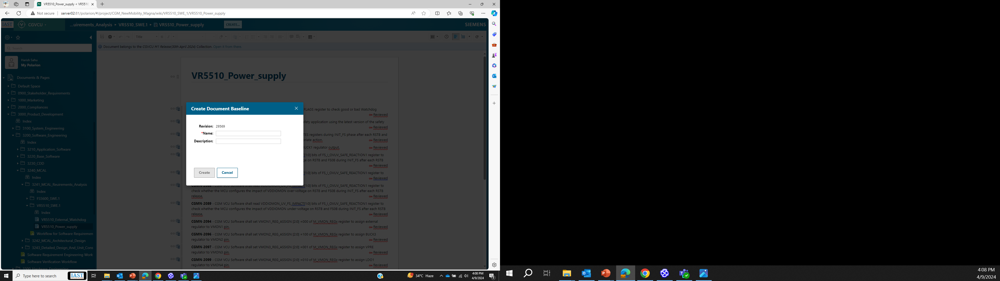 VR5510_Power_supply < VR5510
Not secure
server02:81/polarion/#/project/CGM_NewMobility_Magna/wiki/VR5510_SWE_1/VR5510_Power_supply
IAST
CGVCU
...uirements_Analysis
VR5510_SWE.1
VR5510_Power_supply
CREATE...
SIEMENS
Title
Search
Document belongs to the CGVCU M1 Release(30th April 2024) Collection. Open it from there.
Harsh Sahu
My Polarion
Documents & Pages
Default Space
0900_Stakeholder_Requirements
1000_Marketing
2000_Compliances
3000_Product_Development
Index
3100_System_Engineering
3200_Software_Engineering
Index
3210_Application_Software
3220_Base_Software
3230_CDD
3240_MCAL
Index
3241_MCAL_Reuirements_Analysis
Index
FS5600_SWE.1
VR5510_SWE.1
Index
VR5510_External_Watchdog
VR5510_Power_supply
Workflow for Software Requiremen
3242_MCAL_Architectural_Design
3243_Detailed_Design_And_Unit_Cons
Software Requirement Engineering Work
Software Verification Workflow
3300_Hardware_Engineering
VR5510_Power_supply
FLAGS register to check good or bad Watchdog
Reviewed
afety application using the latest version of the safety
Reviewed
TES registers during INIT_FS phase after each RSTB and
riate action.
Reviewed
BUCK1 regulator output.
Reviewed
[1:0] bits of FS_I_OVUV_SAFE_REACTION1 register to
ge on RSTB and FS0B during INIT_FS after each RSTB
Reviewed
[1:0] bits of FS_I_OVUV_SAFE_REACTION1 register to
Reviewed
CGMN-2088 - CGM VCU Software shall read VDDIOMON_OV_FS_IMPACT[1:0] bits of FS_I_OVUV_SAFE_REACTION1 register to
check whether the MCU configures the impact of VDDIOMON over-voltage on RSTB and FS0B during INIT_FS after each RSTB
release.
Reviewed
CGMN-2089 - CGM VCU Software shall read VDDIOMON_UV_FS_IMPACT[1:0] bits of FS_I_OVUV_SAFE_REACTION1 register to
check whether the MCU configures the impact of VDDIOMON under-voltage on RSTB and FS0B during INIT_FS after each RSTB
release.
Reviewed
CGMN-2094 - CGM VCU Software shall set VMON1_REG_ASSIGN [2:0] =000 of M_VMON_REGx register to assign external
regulator to VMON1 pin.
Reviewed
CGMN-2096 - CGM VCU Software shall set VMON2_REG_ASSIGN [2:0] =100 of M_VMON_REGx register to assign BUCK3
regulator to VMON2 pin.
Reviewed
CGMN-2097 - CGM VCU Software shall set VMON3_REG_ASSIGN [2:0] =001 of M_VMON_REGx register to assign VPRE
regulator to VMON3 pin.
Reviewed
CGMN-2099 - CGM VCU Software shall set VMON4_REG_ASSIGN [2:0] =010 of M_VMON_REGx register to assign LDO1
regulator to VMON4 pin.
Reviewed
Create Document Baseline
Revision: 29569
*Name:
Description:
Create
Cancel
Type here to search
IAST
34°C Haze
4:08 PM
4/9/2024
5
4:08 PM
4/9/2024